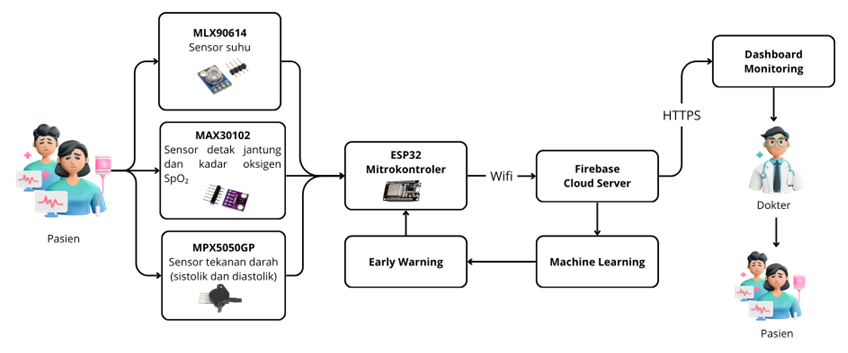 MLX90614
Sensor suhu
MAX30102
Sensor detak jantung
dan kadar oksigen
SpO₂
MPX5050GP
Sensor tekanan darah
(sistolik dan diastolik)
Pasien
ESP32
Mitrokontroler
Wifi
Firebase
Cloud Server
Early Warning
Machine Learning
HTTPS
Dashboard
Monitoring
Dokter
Pasien